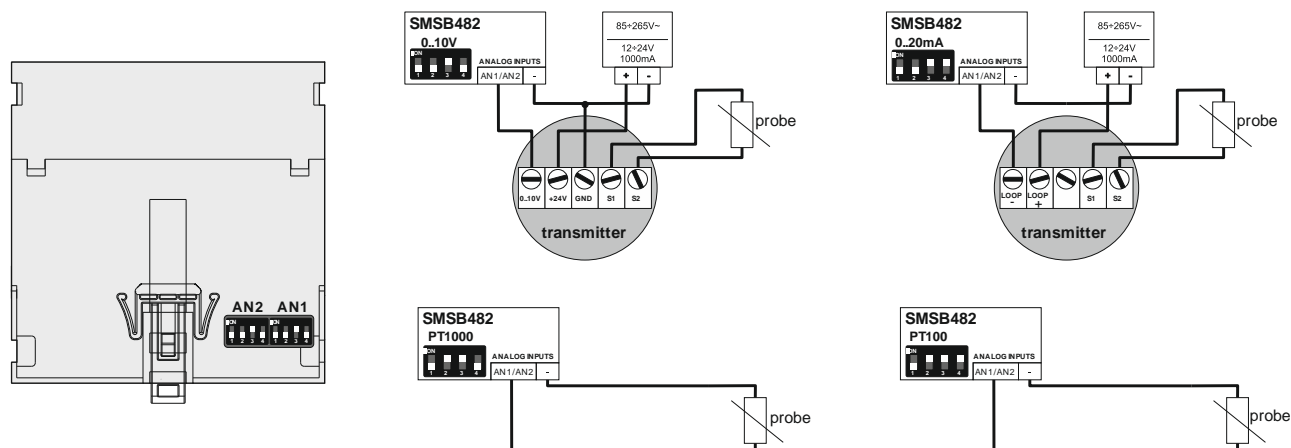 AN2 AN1
ON ON
1 2 3 4 1 2 3 4
SMSB482
0..10V
ON
1 2 3 4
ANALOG INPUTS
AN1/AN2 -
85÷265V~
12÷24V
1000mA
+ -
probe
0..10V +24V GND S1 S2
transmitter
SMSB482
0..20mA
ON
1 2 3 4
ANALOG INPUTS
AN1/AN2 -
85÷265V~
12÷24V
1000mA
+ -
probe
LOOP - LOOP + S1 S2
transmitter
SMSB482
PT1000
ON
1 2 3 4
ANALOG INPUTS
AN1/AN2 -
probe
SMSB482
PT100
ON
1 2 3 4
ANALOG INPUTS
AN1/AN2 -
probe